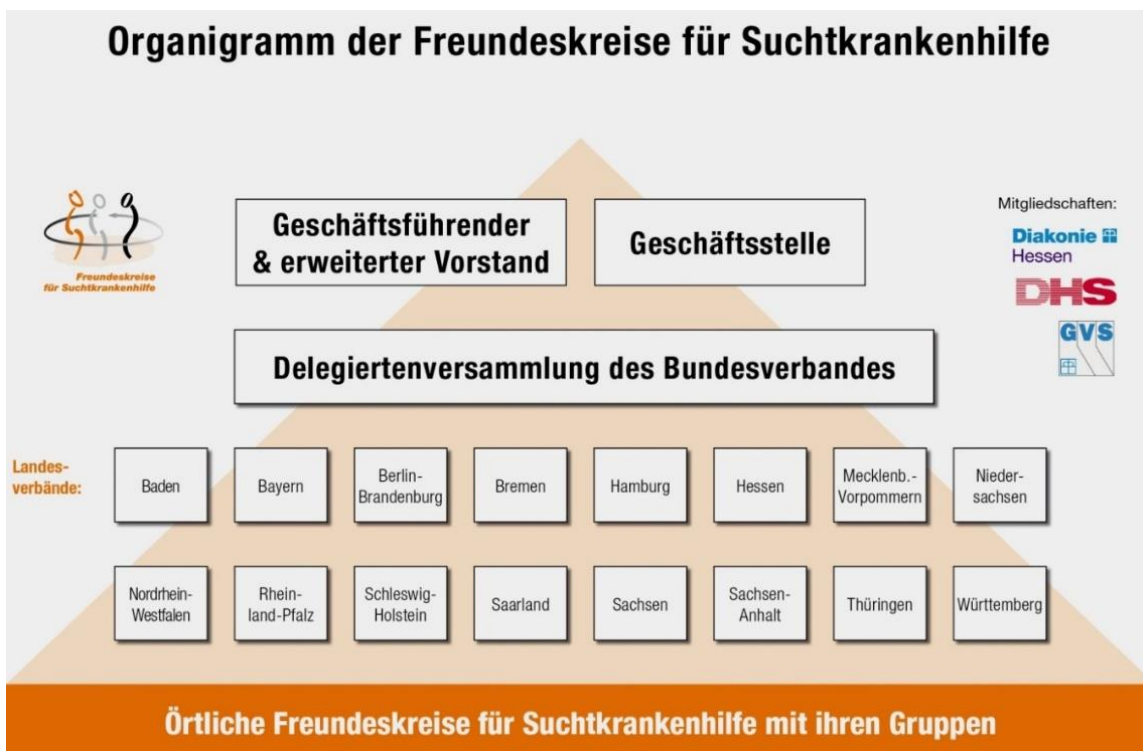 Organigramm der Freundeskreise für Suchtkrankenhilfe
Freundeskreise
für Suchtkrankenhilfe
Geschäftsführender
& erweiterter Vorstand
Geschäftsstelle
Mitgliedschaften:
Diakonie
Hessen
DHS
GVS
Delegiertenversammlung des Bundesverbandes
Landes-
verbände:
Baden
Bayern
Berlin-
Brandenburg
Bremen
Hamburg
Hessen
Mecklenb.-
Vorpommern
Nieder-
sachsen
Nordrhein-
Westfalen
Rhein-
land-Pfalz
Schleswig-
Holstein
Saarland
Sachsen
Sachsen-
Anhalt
Thüringen
Württemberg
Örtliche Freundeskreise für Suchtkrankenhilfe mit ihren Gruppen